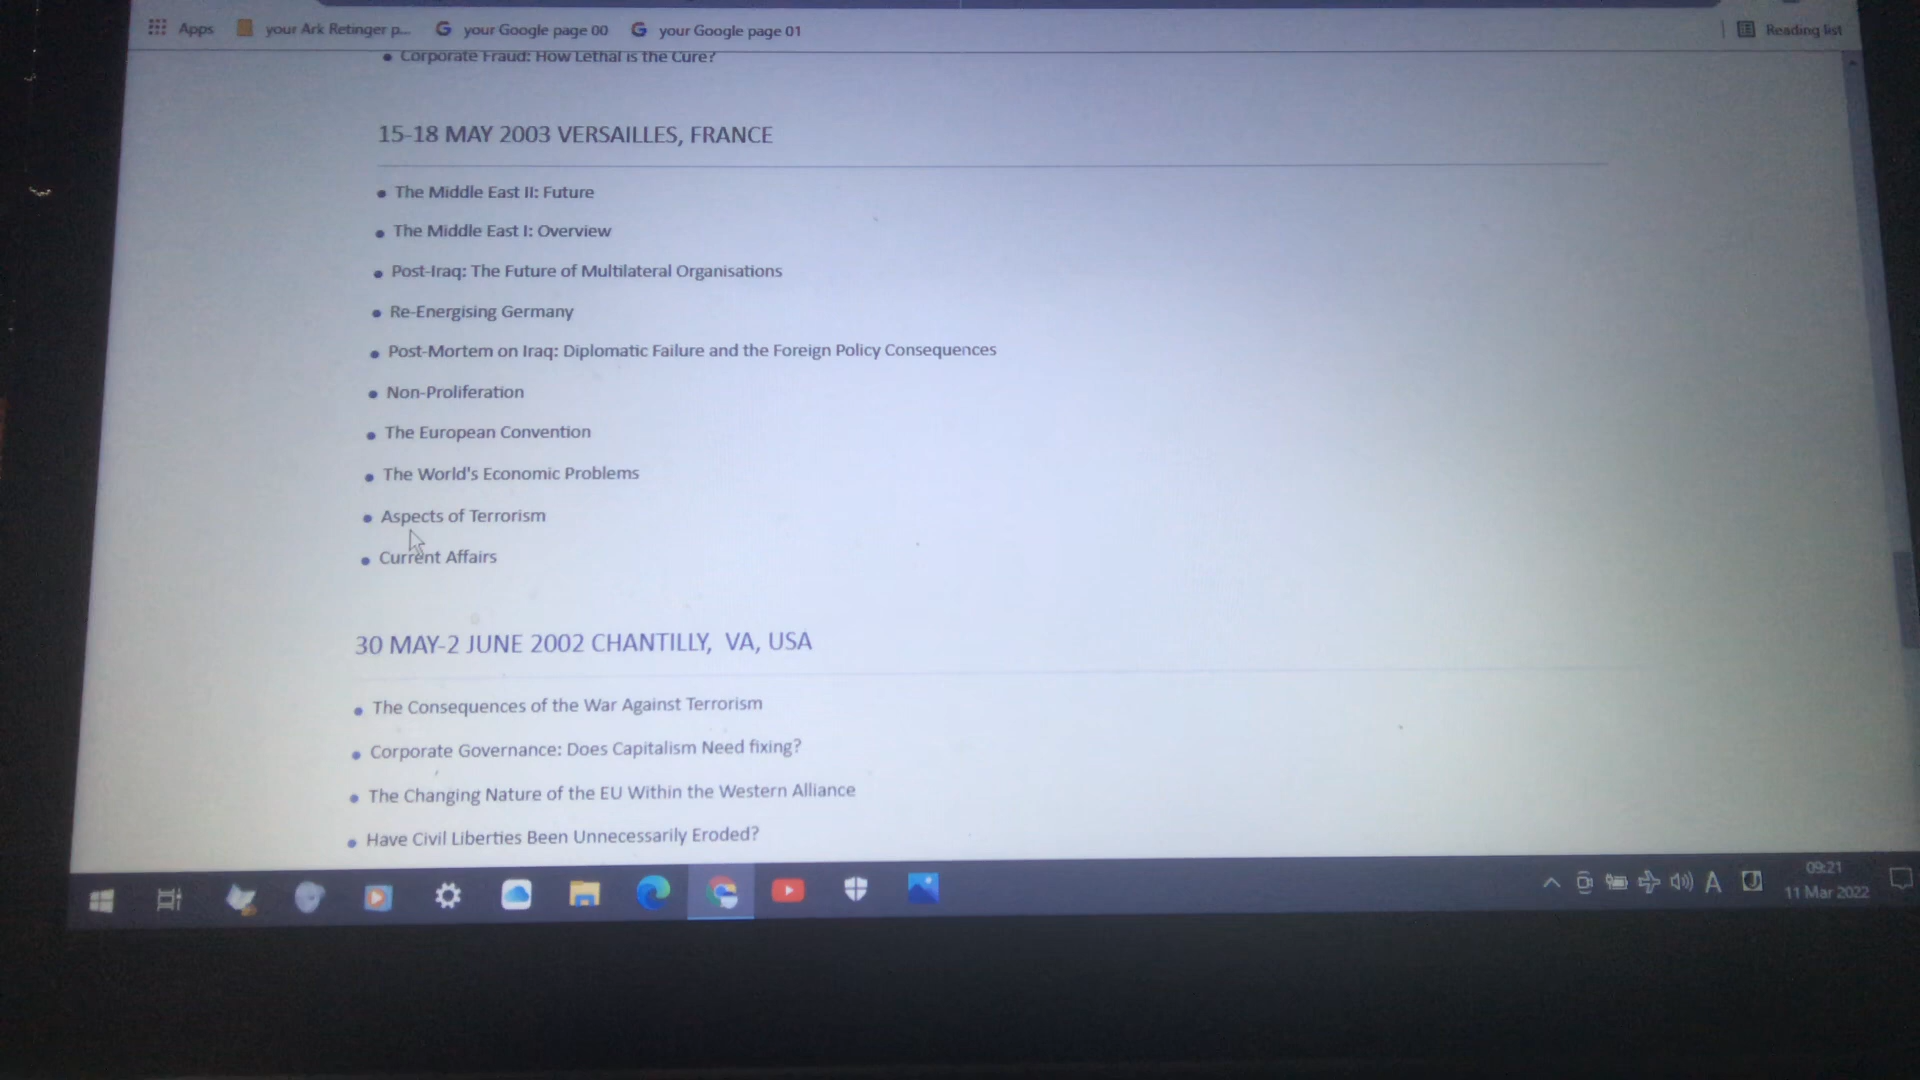 Apps your Ark Retinger p... your Google page 00 your Google page 01 Reading list
Corporate Fraud: How Lethal is the Cure?
15-18 MAY 2003 VERSAILLES, FRANCE
The Middle East II: Future
The Middle East I: Overview
Post-Iraq: The Future of Multilateral Organisations
Re-Energising Germany
Post-Mortem on Iraq: Diplomatic Failure and the Foreign Policy Consequences
Non-Proliferation
The European Convention
The World's Economic Problems
Aspects of Terrorism
Current Affairs
30 MAY-2 JUNE 2002 CHANTILLY, VA, USA
The Consequences of the War Against Terrorism
Corporate Governance: Does Capitalism Need fixing?
The Changing Nature of the EU Within the Western Alliance
Have Civil Liberties Been Unnecessarily Eroded?
A
09:21
11 Mar 2022